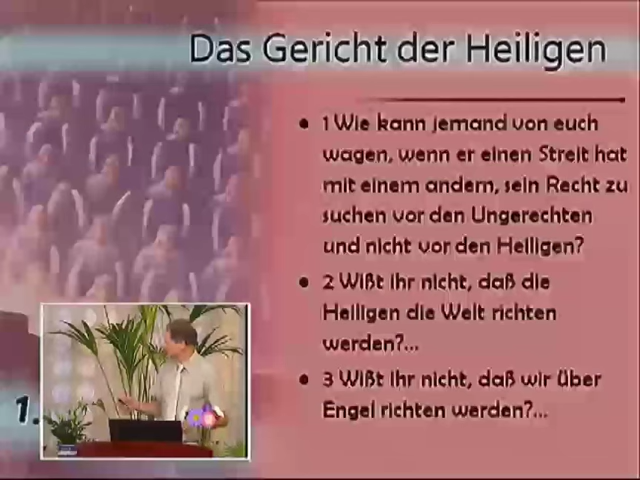 Das Gericht der Heiligen
• 1 Wie kann jemand von euch
wagen, wenn er einen Streit hat
mit einem andern, sein Recht zu
suchen vor den Ungerechten
und nicht vor den Heiligen?
• 2 Wißt ihr nicht, daß die
Heiligen die Welt richten
werden?...
• 3 Wißt ihr nicht, daß wir über
Engel richten werden?...
1.